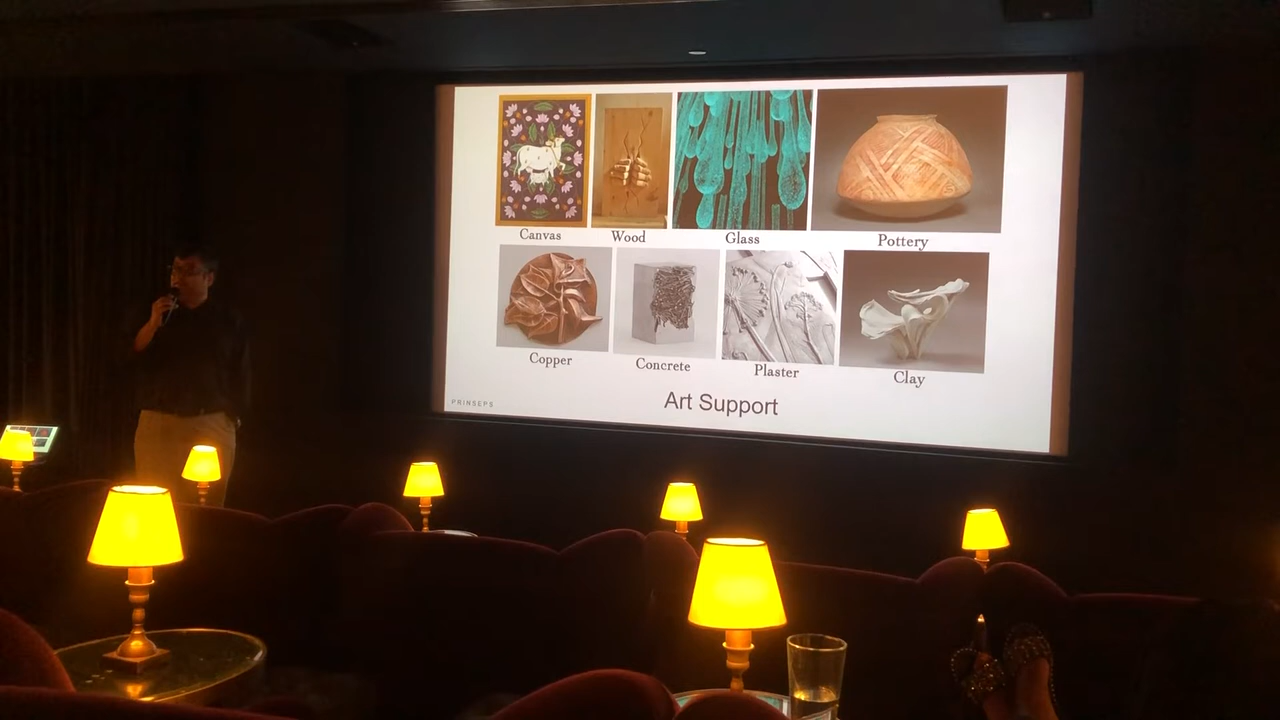 Canvas
Wood
Glass
Pottery
Copper
Concrete
Plaster
Clay
PRINSEPS
Art Support